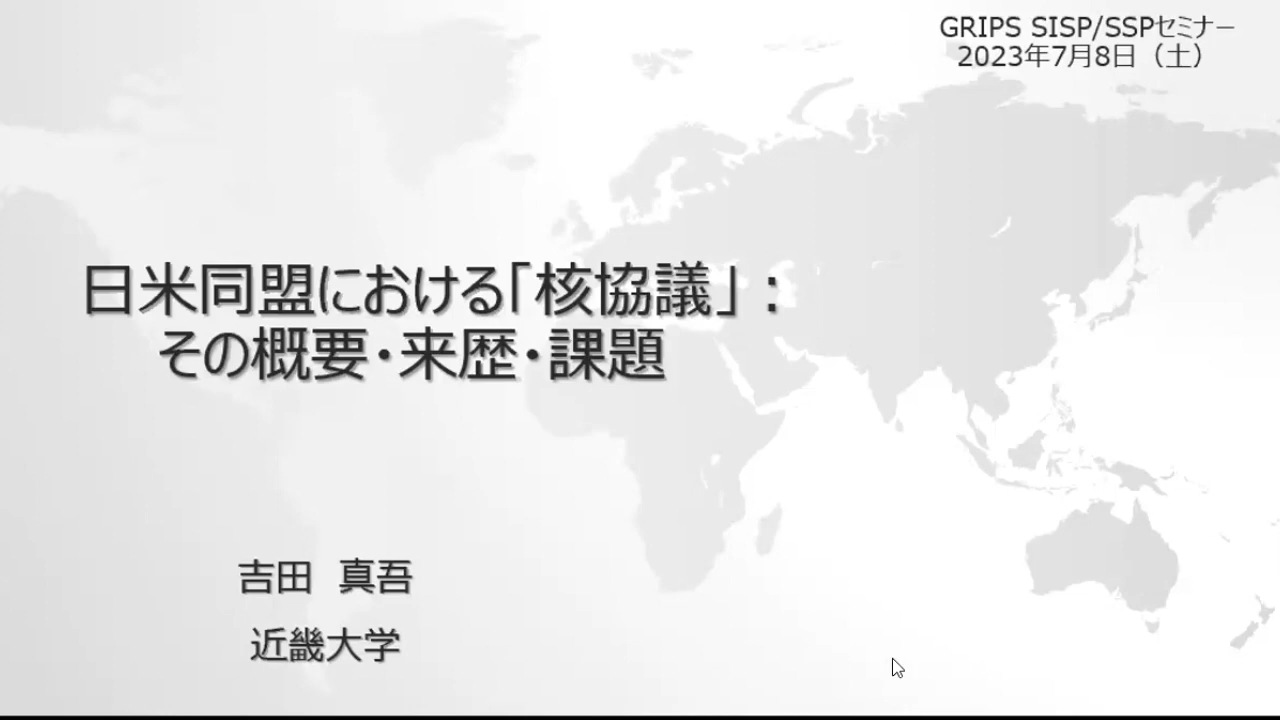 GRIPS SISP/SSPセミナー
2023年7月8日（土）
日米同盟における「核協議」：
その概要・来歴・課題
吉田　真吾
近畿大学